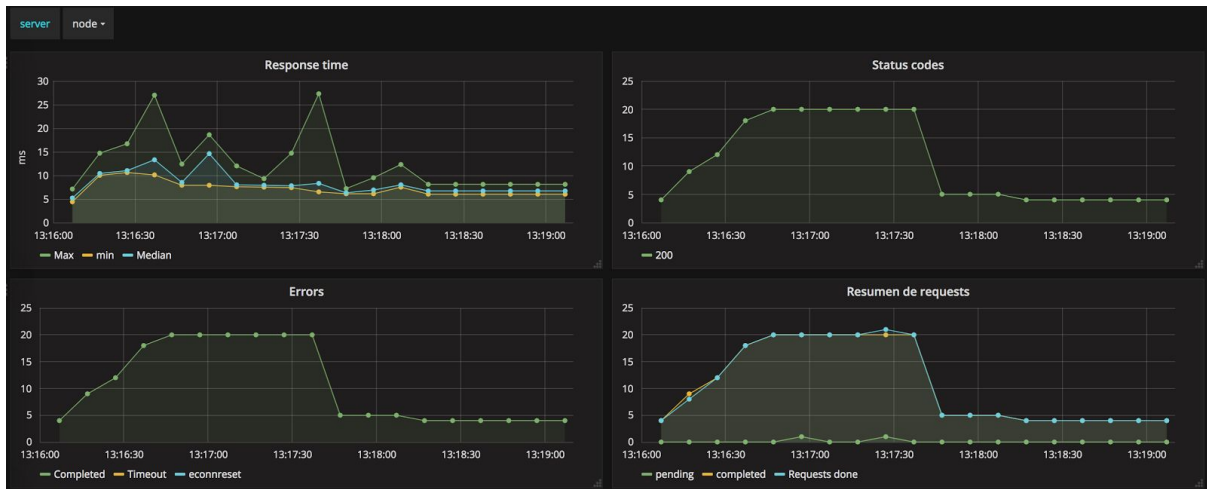 server node
Response time
ms
30
25
20
15
10
5
0
13:16:00 13:16:30 13:17:00 13:17:30 13:18:00 13:18:30 13:19:00
Max min Median
Status codes
25
20
15
10
5
0
13:16:00 13:16:30 13:17:00 13:17:30 13:18:00 13:18:30 13:19:00
200
Errors
25
20
15
10
5
0
13:16:00 13:16:30 13:17:00 13:17:30 13:18:00 13:18:30 13:19:00
Completed Timeout econnreset
Resumen de requests
25
20
15
10
5
0
13:16:00 13:16:30 13:17:00 13:17:30 13:18:00 13:18:30 13:19:00
pending completed Requests done